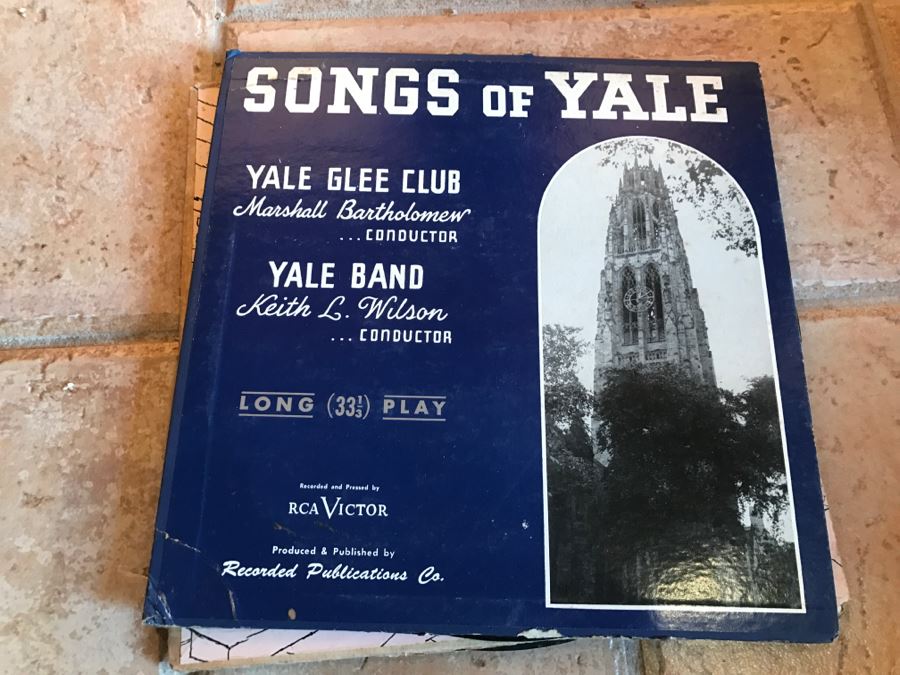 SONGS OF YALE
YALE GLEE CLUB
Marshall Bartholomew
...CONDUCTOR
YALE BAND
Keith L. Wilson
...CONDUCTOR
LONG (33⅓) PLAY
Recorded and Pressed by
RCA VICTOR
Produced & Published by
Recorded Publications Co.